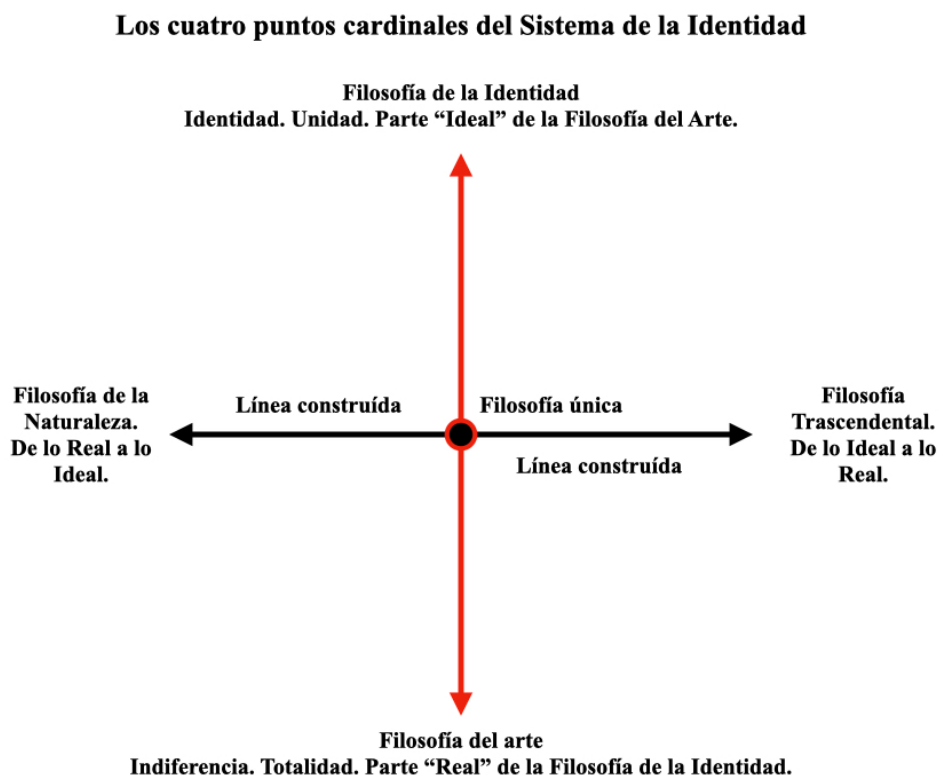 Los cuatro puntos cardinales del Sistema de la Identidad
Filosofía de la Identidad
Identidad. Unidad. Parte “Ideal” de la Filosofía del Arte.
Filosofía de la
Naturaleza.
De lo Real a lo
Ideal.
Línea construída
Filosofía única
Línea construída
Filosofía
Trascendental.
De lo Ideal a lo
Real.
Filosofía del arte
Indiferencia. Totalidad. Parte “Real” de la Filosofía de la Identidad.